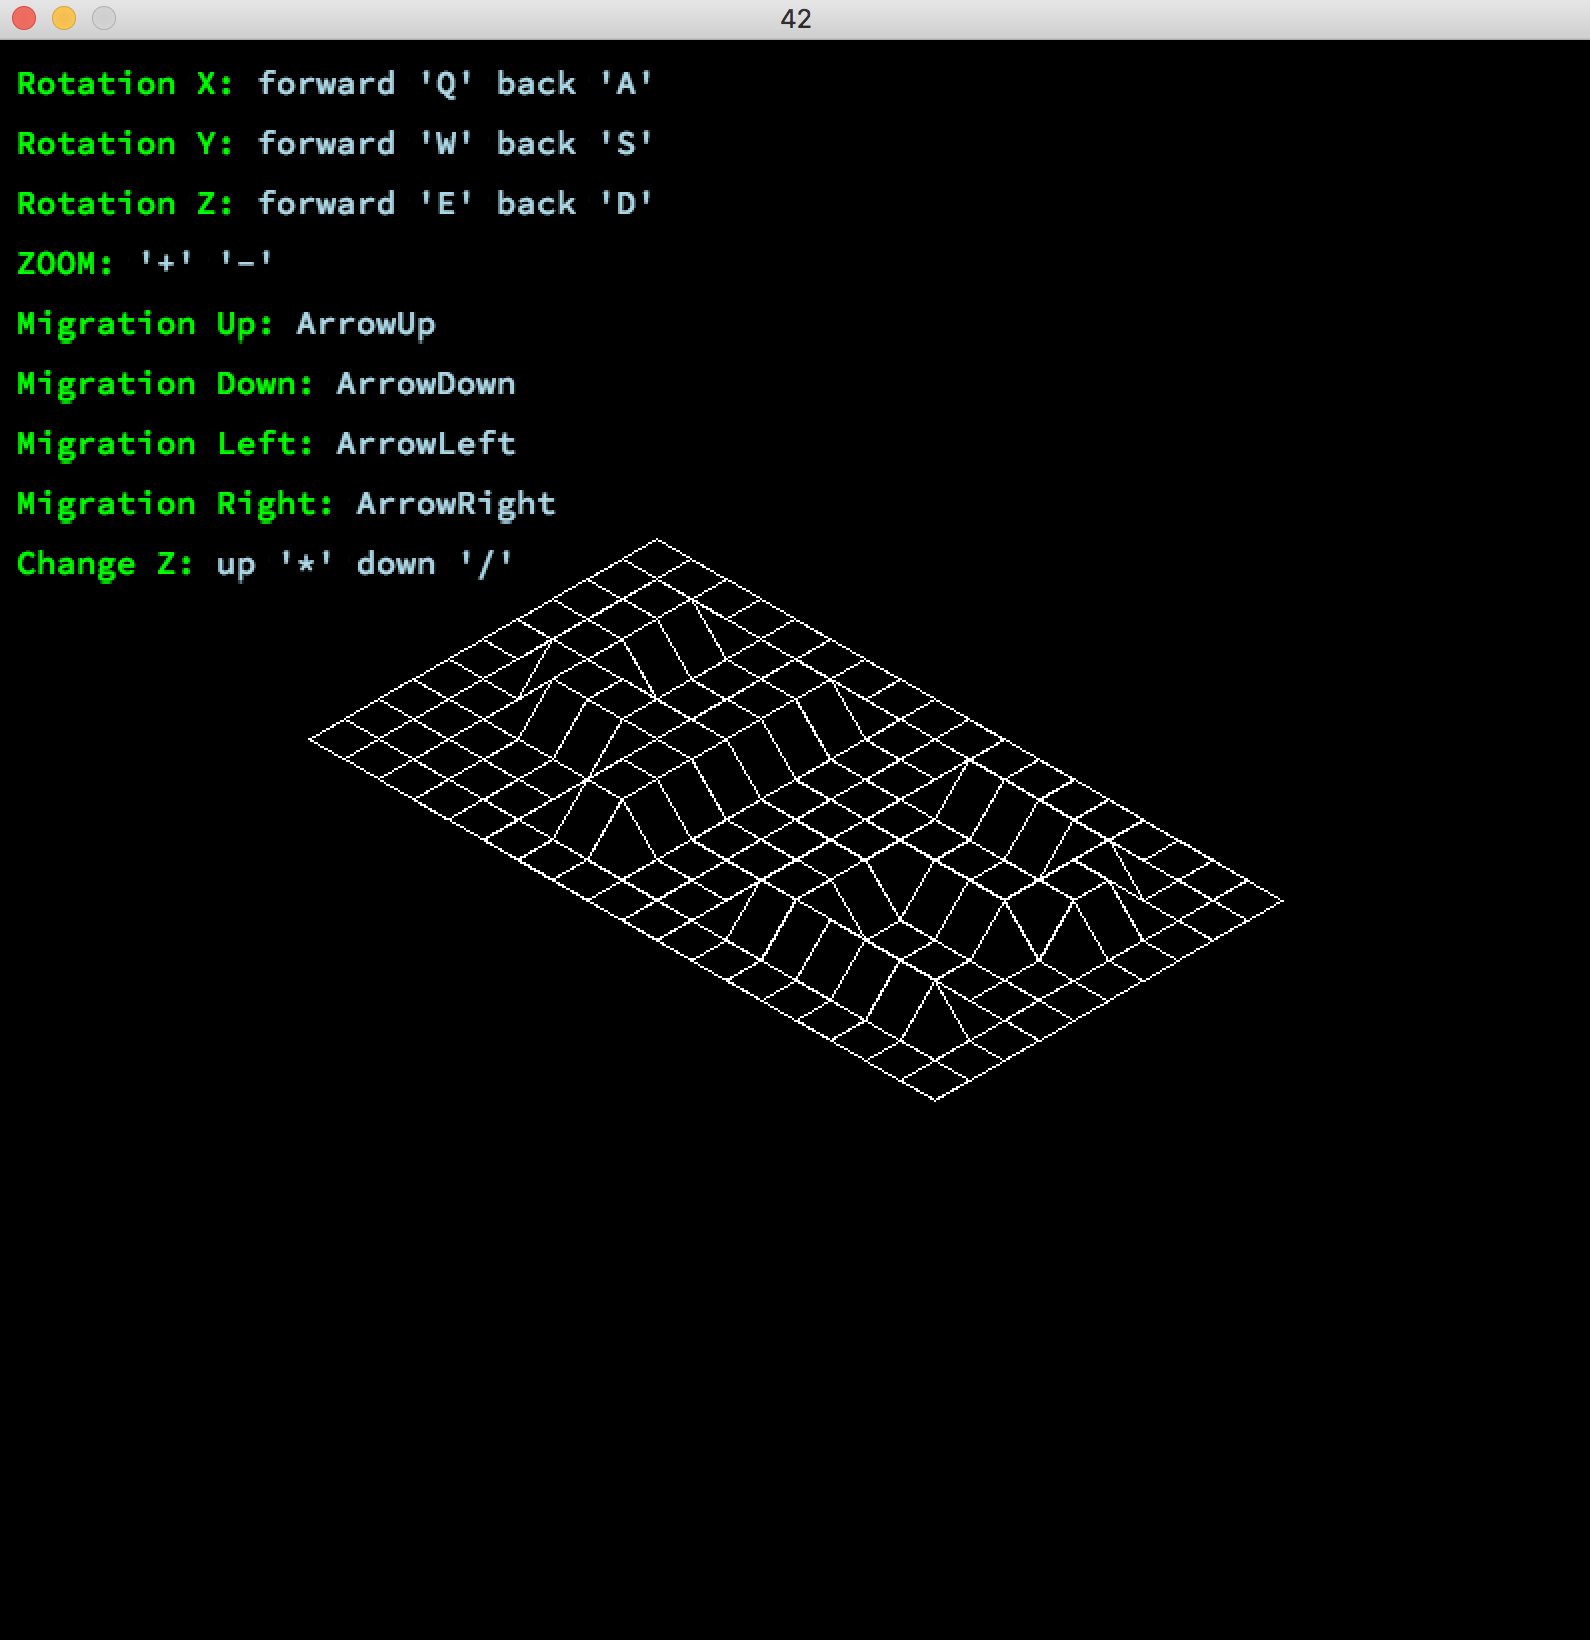 42
Rotation X: forward 'Q' back 'A'
Rotation Y: forward 'W' back 'S'
Rotation Z: forward 'E' back 'D'
ZOOM: '+' '-'
Migration Up: ArrowUp
Migration Down: ArrowDown
Migration Left: ArrowLeft
Migration Right: ArrowRight
Change Z: up '*' down '/'